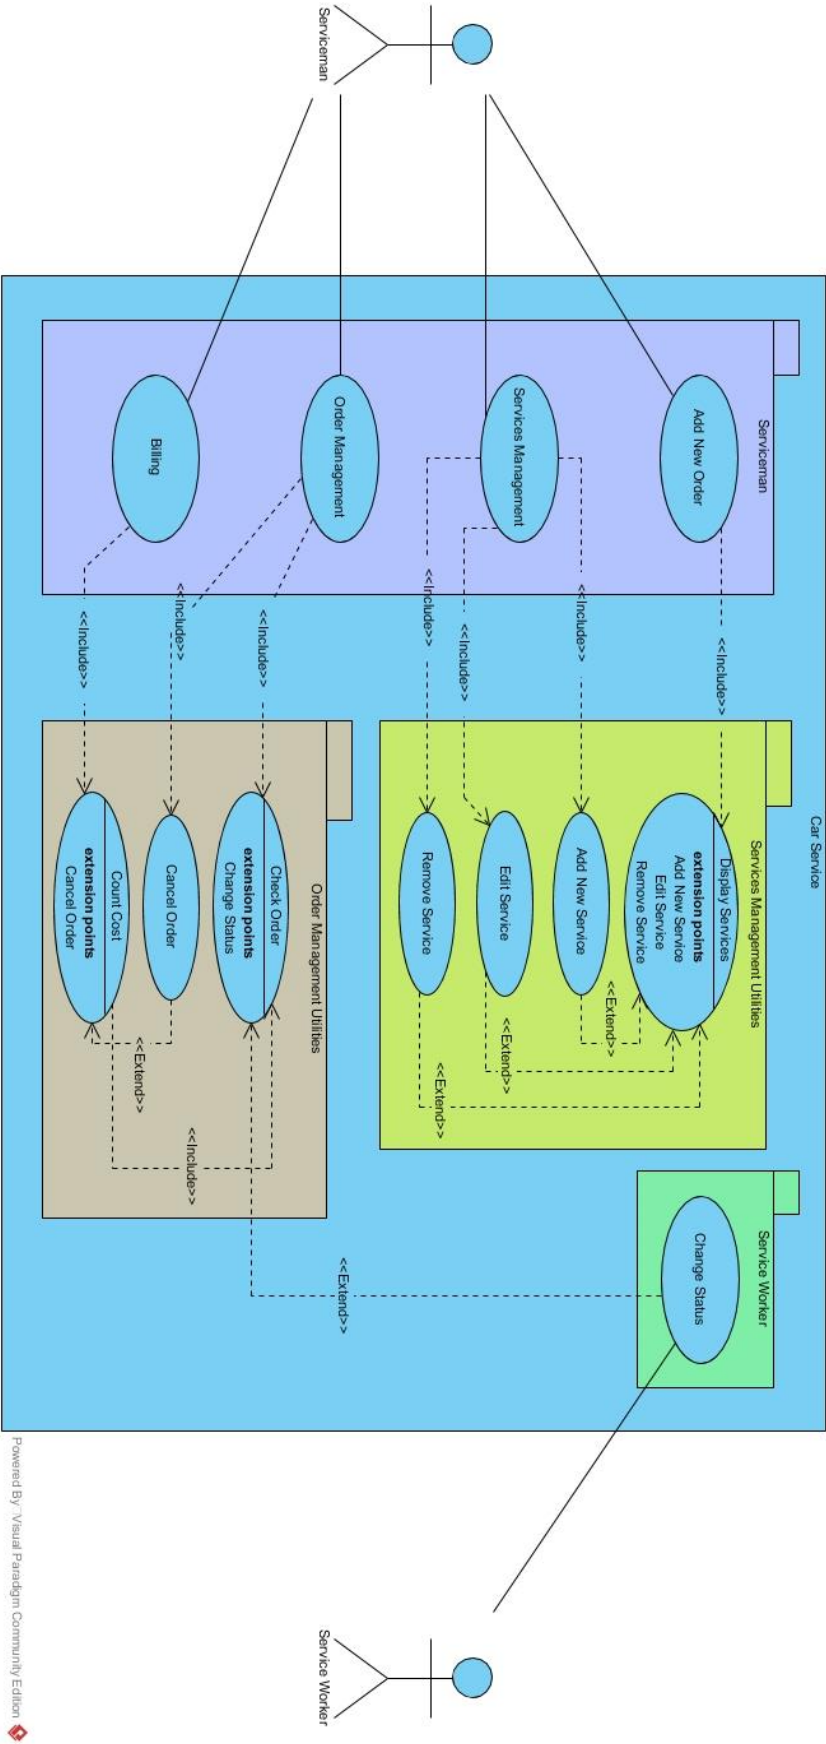 Car Service
Serviceman
Serviceman
Add New Order
Services Management
Order Management
Billing
<<Include>>
<<Include>>
<<Include>>
<<Include>>
<<Include>>
<<Include>>
<<Include>>
Services Management Utilities
Display Services
extension points
Add New Service
Edit Service
Remove Service
Add New Service
Edit Service
Remove Service
<<Extend>>
<<Extend>>
<<Extend>>
Order Management Utilities
Check Order
extension points
Change Status
Cancel Order
Count Cost
extension points
Cancel Order
<<Extend>>
<<Include>>
<<Extend>>
Service Worker
Change Status
Service Worker
Powered By Visual Paradigm Community Edition